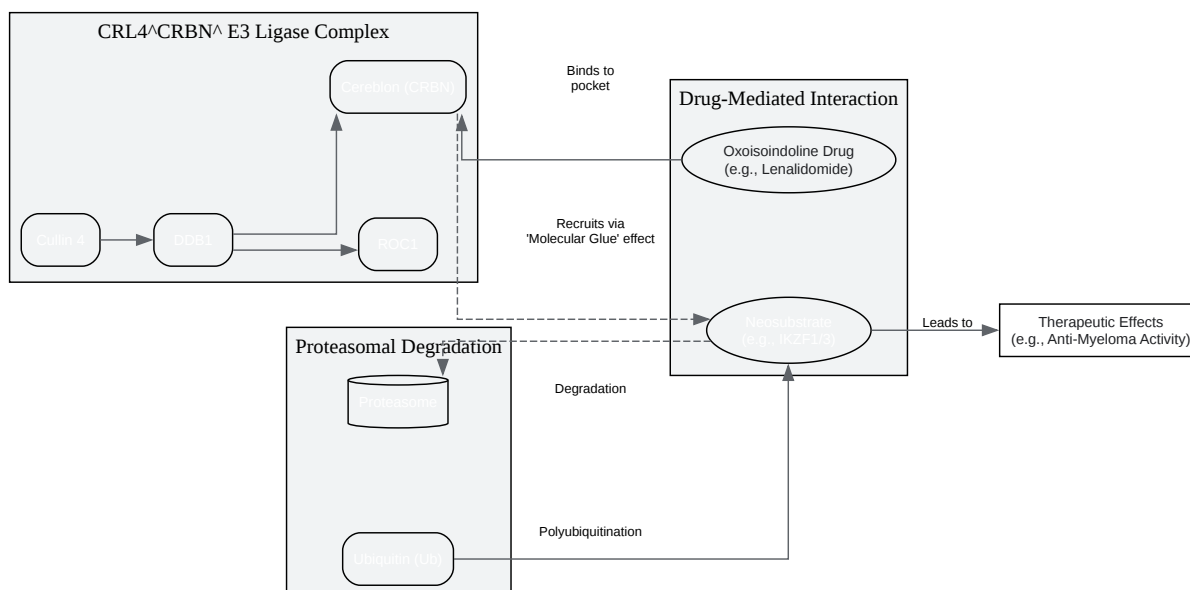 CRL4^CRBN^ E3 Ligase Complex
Cereblon (CRBN)
Cullin 4
DDB1
ROC1
Binds to
pocket
Recruits via
'Molecular Glue' effect
Drug-Mediated Interaction
Oxoisoindoline Drug
(e.g., Lenalidomide)
Neosubstrate
(e.g., IKZF1/3)
Leads to
Therapeutic Effects
(e.g., Anti-Myeloma Activity)
Proteasomal Degradation
Proteasome
Degradation
Polyubiquitination
Ubiquitin (Ub)